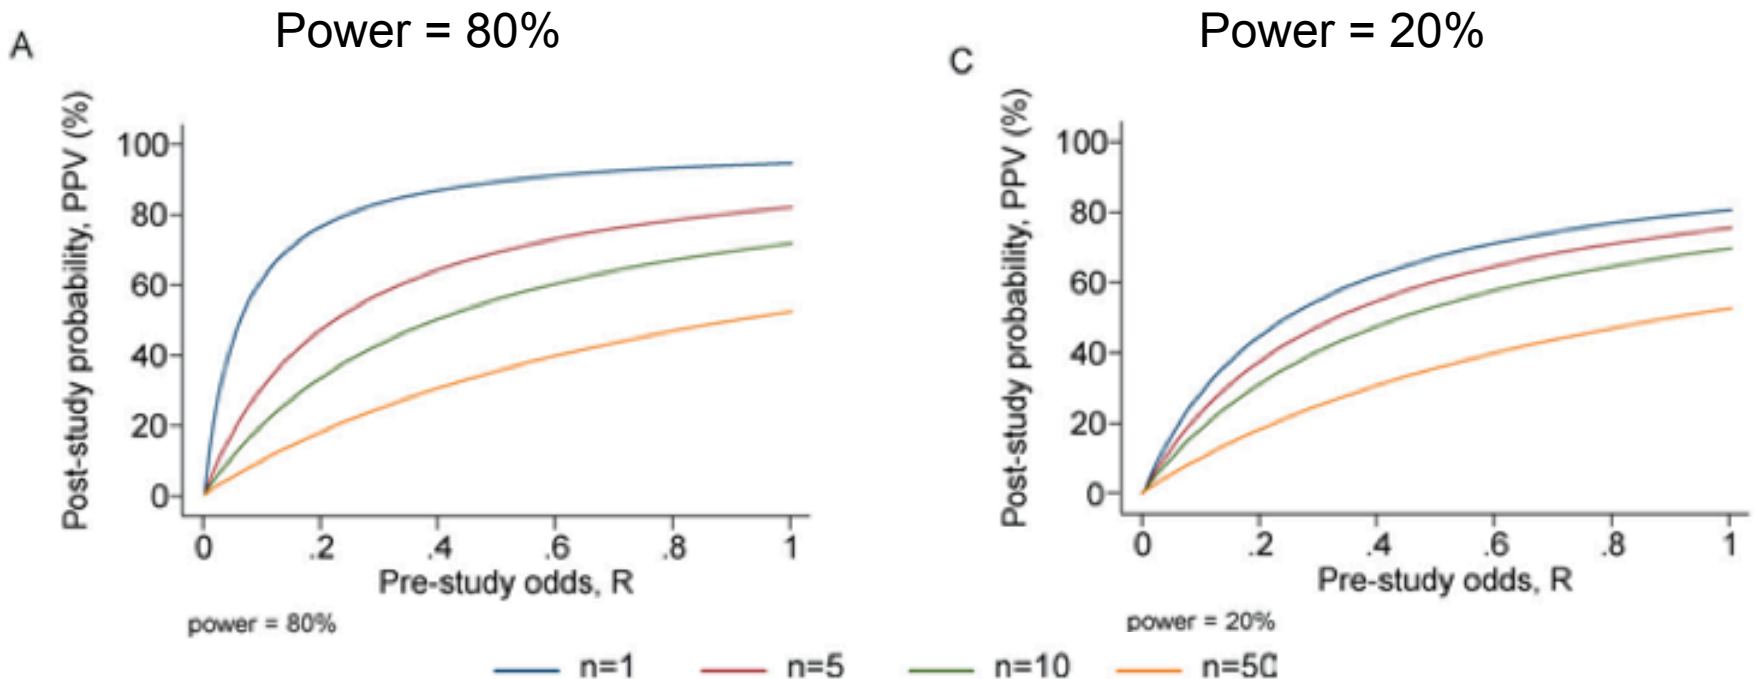 Power = 80%
A
Post-study probability, PPV (%)
100
80
60
40
20
0
0 .2 .4 .6 .8 1
Pre-study odds, R
power = 80%
Power = 20%
C
Post-study probability, PPV (%)
100
80
60
40
20
0
0 .2 .4 .6 .8 1
Pre-study odds, R
power = 20%
n=1 n=5 n=10 n=50